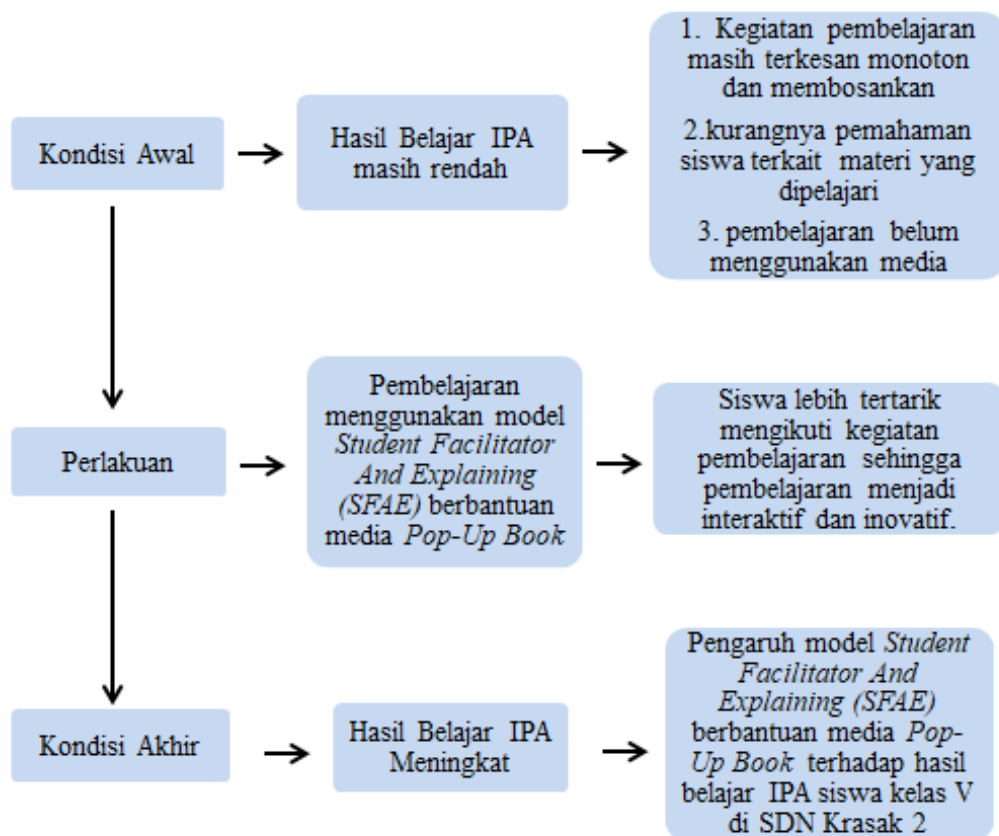 Kondisi Awal
Hasil Belajar IPA
masih rendah
1. Kegiatan pembelajaran
masih terkesan monoton
dan membosankan
2.kurangnya pemahaman
siswa terkait materi yang
dipelajari
3. pembelajaran belum
menggunakan media
Perlakuan
Pembelajaran
menggunakan model
Student Facilitator
And Explaining
(SFAE) berbantuan
media Pop-Up Book
Siswa lebih tertarik
mengikuti kegiatan
pembelajaran sehingga
pembelajaran menjadi
interaktif dan inovatif.
Kondisi Akhir
Hasil Belajar IPA
Meningkat
Pengaruh model Student
Facilitator And
Explaining (SFAE)
berbantuan media Pop-
Up Book terhadap hasil
belajar IPA siswa kelas V
di SDN Krasak 2